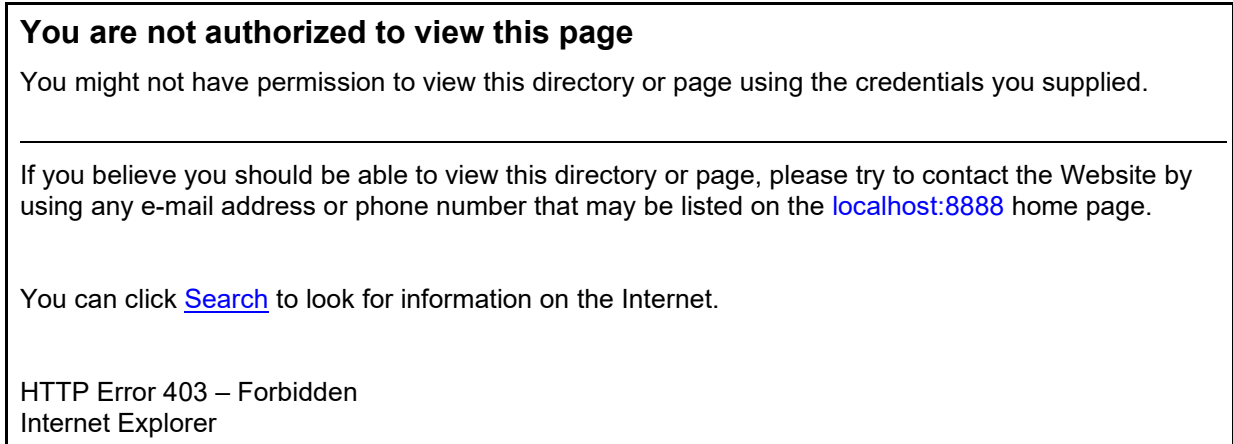 You are not authorized to view this page
You might not have permission to view this directory or page using the credentials you supplied.
If you believe you should be able to view this directory or page, please try to contact the Website by
using any e-mail address or phone number that may be listed on the localhost:8888 home page.
You can click Search to look for information on the Internet.
HTTP Error 403 – Forbidden
Internet Explorer